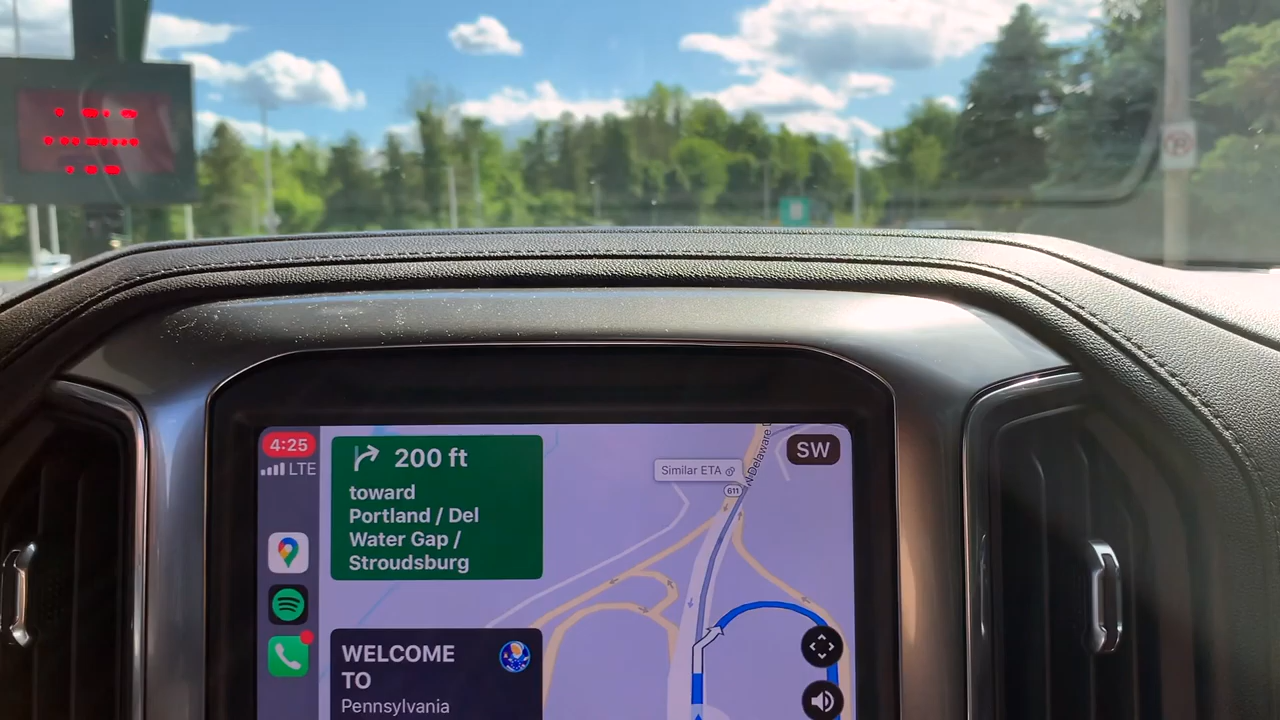 4:25
LTE
200 ft
toward
Portland / Del
Water Gap /
Stroudsburg
WELCOME
TO
Pennsylvania
Similar ETA
611
N Delaware
SW